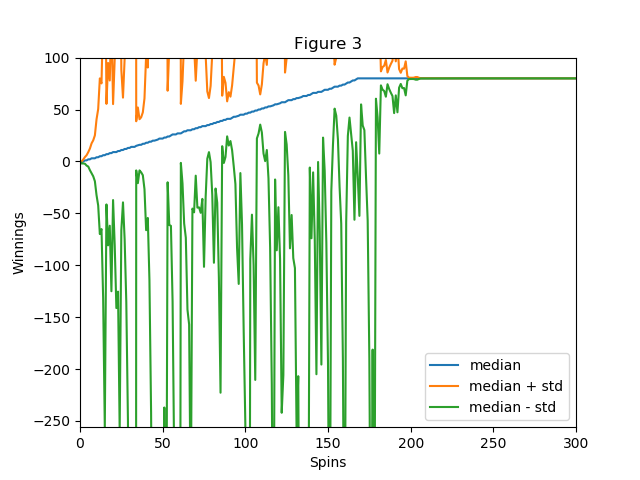 Figure 3
Winnings
100
50
0
−50
−100
−150
−200
−250
0 50 100 150 200 250 300
Spins
median
median + std
median - std